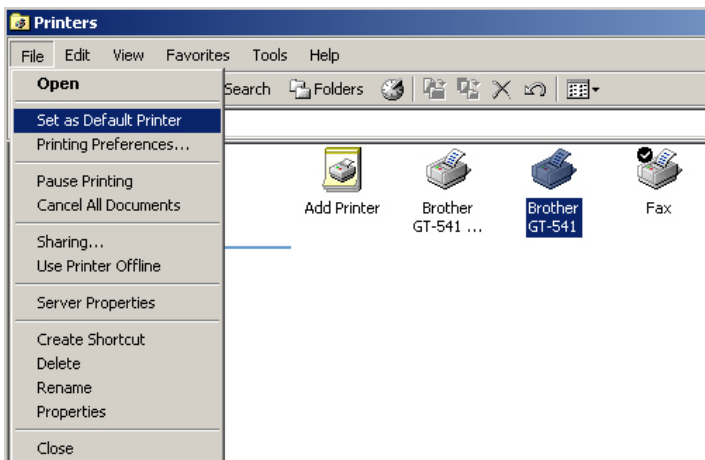 Printers
File Edit View Favorites Tools Help
Open
Search Folders
Set as Default Printer
Printing Preferences...
Pause Printing
Cancel All Documents
Sharing...
Use Printer Offline
Server Properties
Create Shortcut
Delete
Rename
Properties
Close
Add Printer
Brother
GT-541 ...
Brother
GT-541
Fax